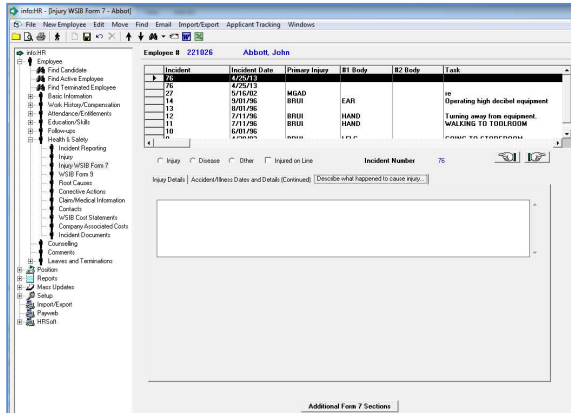 info:HR - [Injury WSIB Form 7 - Abbot]
File New Employee Edit Move Find Email Import/Export Applicant Tracking Windows
info:HR
Employee
Find Candidate
Find Active Employee
Find Terminated Employee
Basic Information
Work History/Compensation
Attendance/Entitlements
Education/Skills
Follow-ups
Health & Safety
Incident Reporting
Injury
Injury WSIB Form 7
WSIB Form 9
Root Causes
Corrective Actions
Claim/Medical Information
Contacts
WSIB Cost Statements
Company Associated Costs
Incident Documents
Counselling
Comments
Leaves and Terminations
Position
Reports
Mass Updates
Setup
Import/Export
Payweb
HRSoft
Employee # 221026 Abbott, John
Incident Incident Date Primary Injury #1 Body #2 Body Task
76 4/25/13
76 4/25/13
27 5/16/02 MGAD re
14 9/01/96 BRUI EAR Operating high decibel equipment
13 8/01/96
12 7/11/96 BRUI HAND Turning away from equipment.
11 7/11/96 BRUI HAND WALKING TO TOOLROOM
10 6/01/96
BRUI LELG GOING TO STOREROOM
Injury Disease Other Injured on Line Incident Number 76
Injury Details Accident/Illness Dates and Details (Continued) Describe what happened to cause injury...
Additional Form 7 Sections